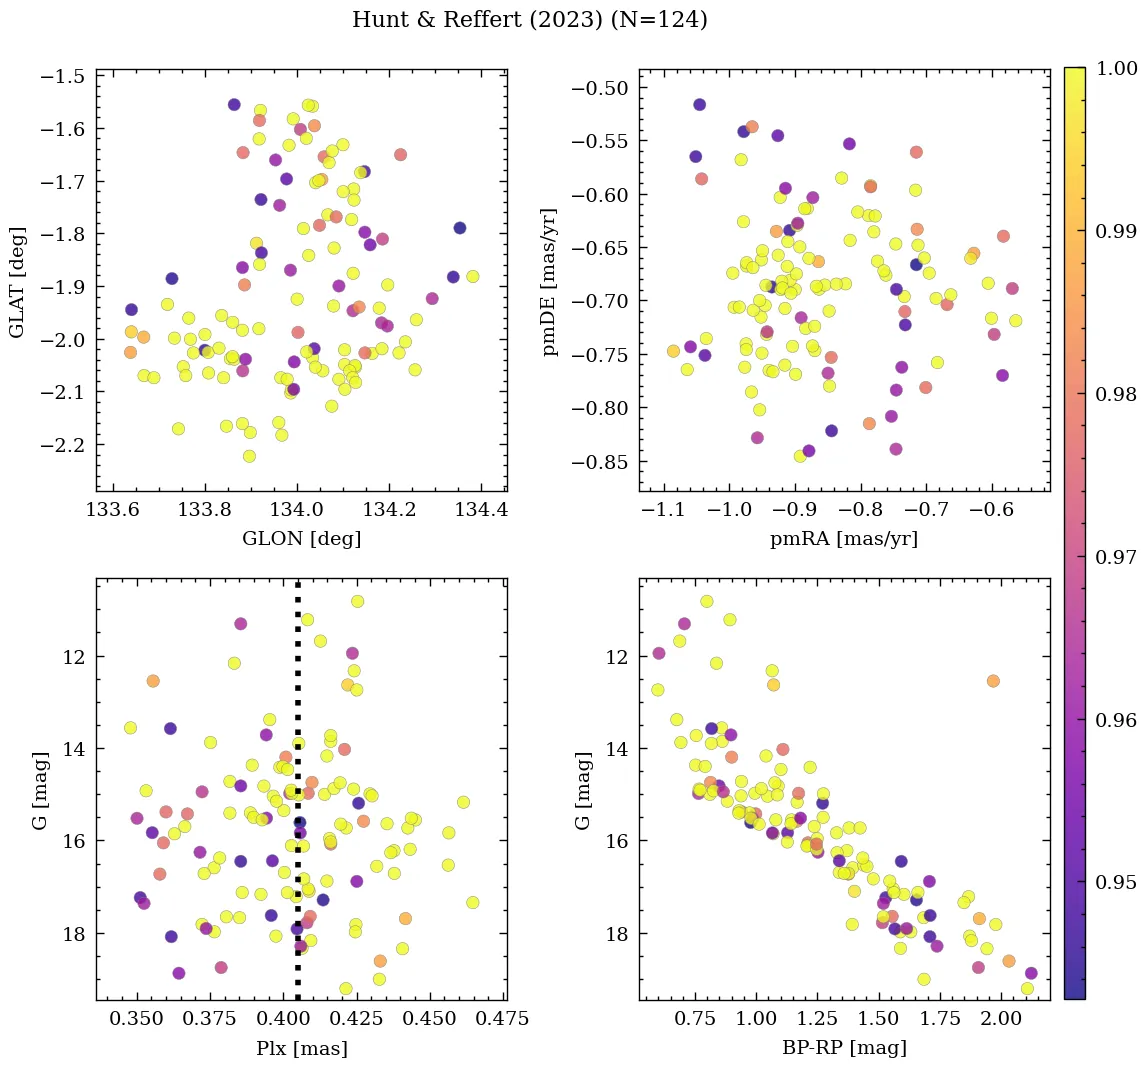 Hunt & Reffert (2023) (N=124)
−1.5
−1.6
−1.7
−1.8
−1.9
−2.0
−2.1
−2.2
GLAT [deg]
133.6 133.8 134.0 134.2 134.4
GLON [deg]
−0.50
−0.55
−0.60
−0.65
−0.70
−0.75
−0.80
−0.85
pmDE [mas/yr]
−1.1 −1.0 −0.9 −0.8 −0.7 −0.6
pmRA [mas/yr]
12
14
16
18
G [mag]
0.350 0.375 0.400 0.425 0.450 0.475
Plx [mas]
12
14
16
18
G [mag]
0.75 1.00 1.25 1.50 1.75 2.00
BP-RP [mag]
1.00
0.99
0.98
0.97
0.96
0.95